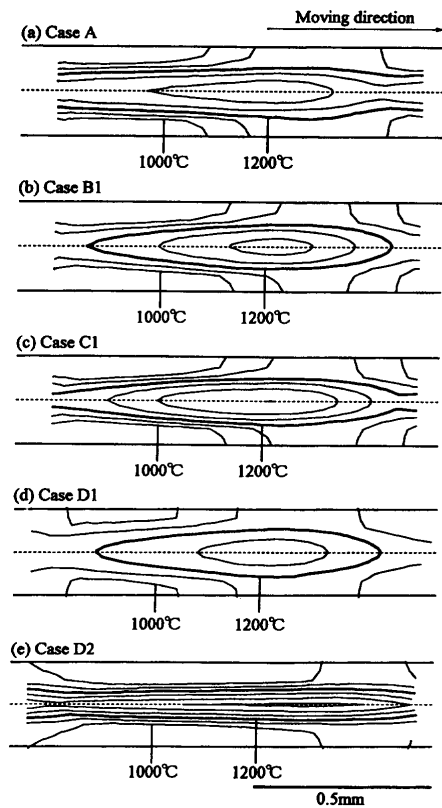 Moving direction
(a) Case A
1000℃ 1200℃
(b) Case B1
1000℃ 1200℃
(c) Case C1
1000℃ 1200℃
(d) Case D1
1000℃ 1200℃
(e) Case D2
1000℃ 1200℃
0.5mm